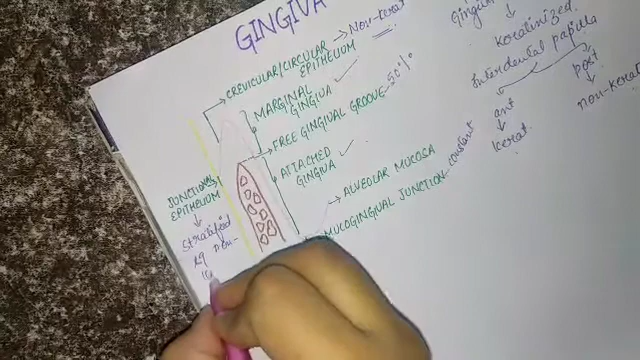 GINGIVA
CREVICULAR/CIRCULAR → Non-kerat
EPITHELIUM
MARGINAL
GINGIVA
FREE GINGIVAL GROOVE - 50%
ATTACHED
GINGIVA
ALVEOLAR MUCOSA
MUCOGINGIVAL JUNCTION constant
JUNCTIONAL
EPITHELIUM
↓
stratified
sq non-
keratinized.
Interdental papilla
ant
↓
kerat.
post
↓
non-kerat